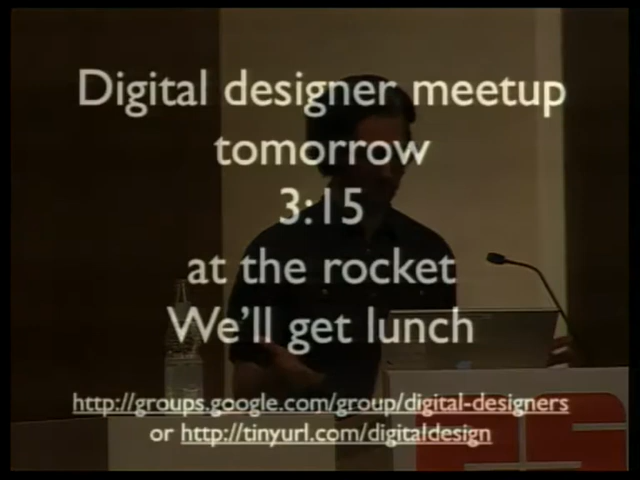 Digital designer meetup
tomorrow
3:15
at the rocket
We'll get lunch
http://groups.google.com/group/digital-designers
or http://tinyurl.com/digitaldesign